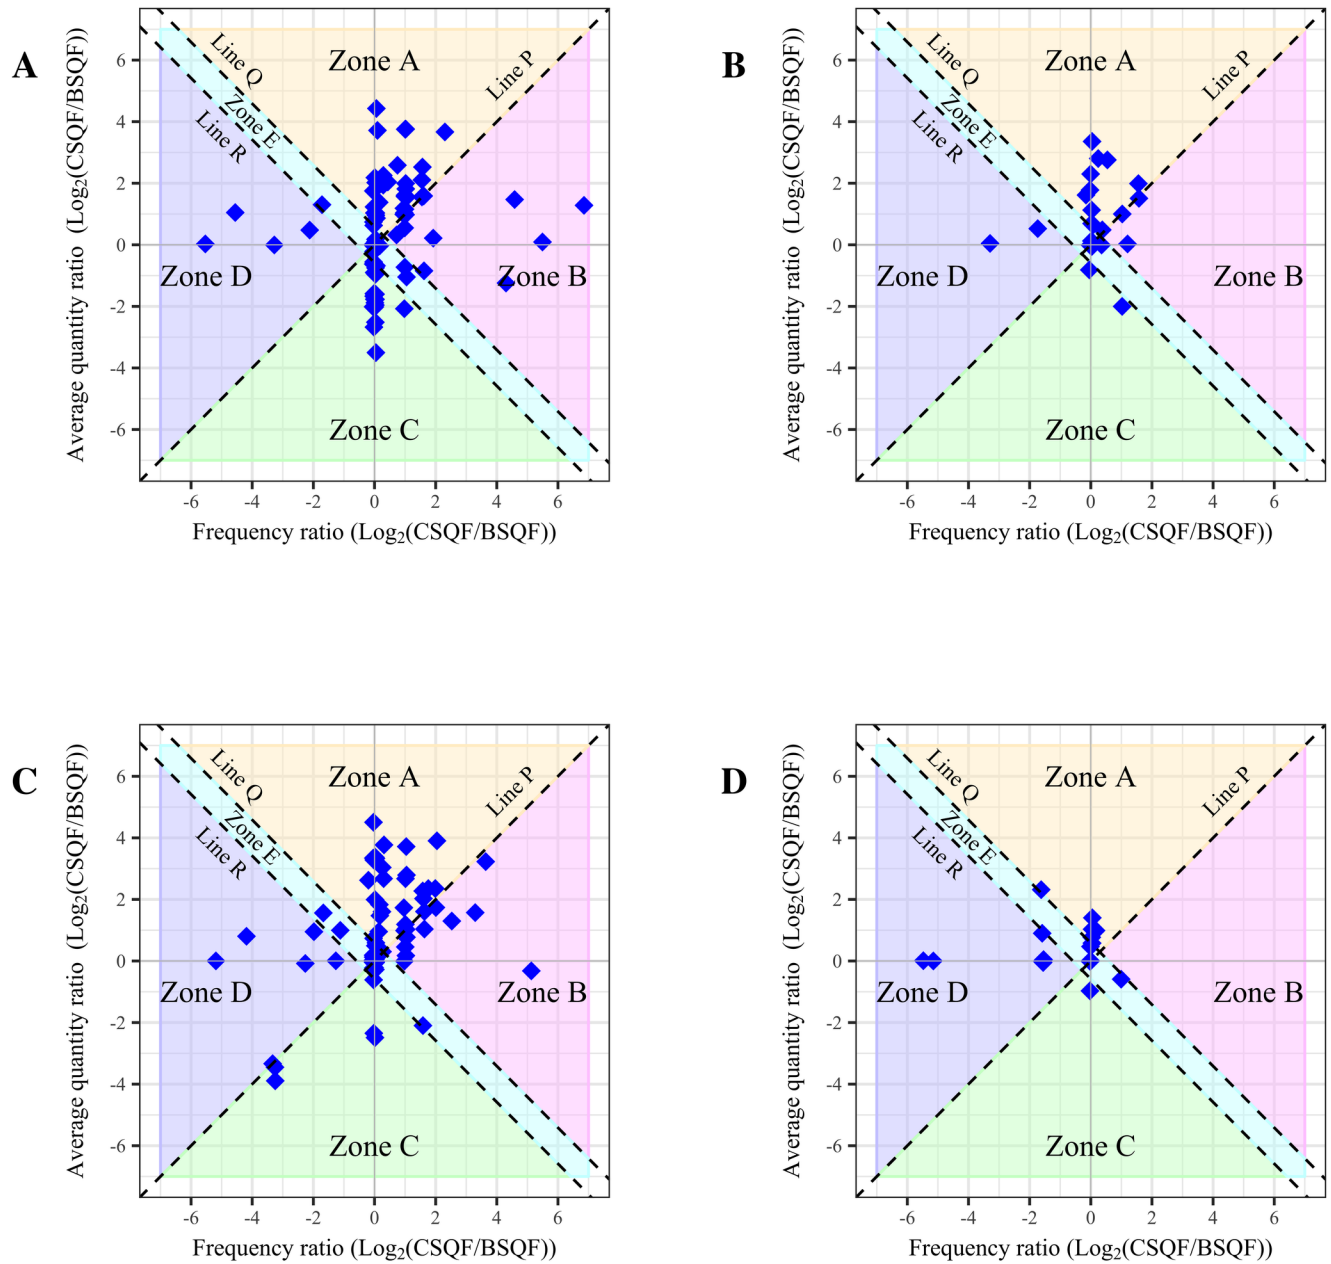 A
Average quantity ratio (Log2(CSQF/BSQF))
6
4
2
0
-2
-4
-6
Line Q
Zone A
Line P
Zone E
Line R
Zone D
Zone B
Zone C
-6 -4 -2 0 2 4 6
Frequency ratio (Log2(CSQF/BSQF))
B
Average quantity ratio (Log2(CSQF/BSQF))
6
4
2
0
-2
-4
-6
Line Q
Zone A
Line P
Zone E
Line R
Zone D
Zone B
Zone C
-6 -4 -2 0 2 4 6
Frequency ratio (Log2(CSQF/BSQF))
C
Average quantity ratio (Log2(CSQF/BSQF))
6
4
2
0
-2
-4
-6
Line Q
Zone A
Line P
Zone E
Line R
Zone D
Zone B
Zone C
-6 -4 -2 0 2 4 6
Frequency ratio (Log2(CSQF/BSQF))
D
Average quantity ratio (Log2(CSQF/BSQF))
6
4
2
0
-2
-4
-6
Line Q
Zone A
Line P
Zone E
Line R
Zone D
Zone B
Zone C
-6 -4 -2 0 2 4 6
Frequency ratio (Log2(CSQF/BSQF))